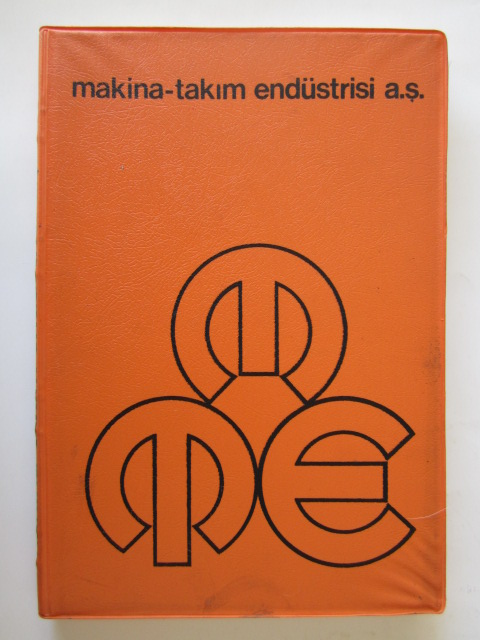 makina-takım endüstrisi a.ş.
m
T E